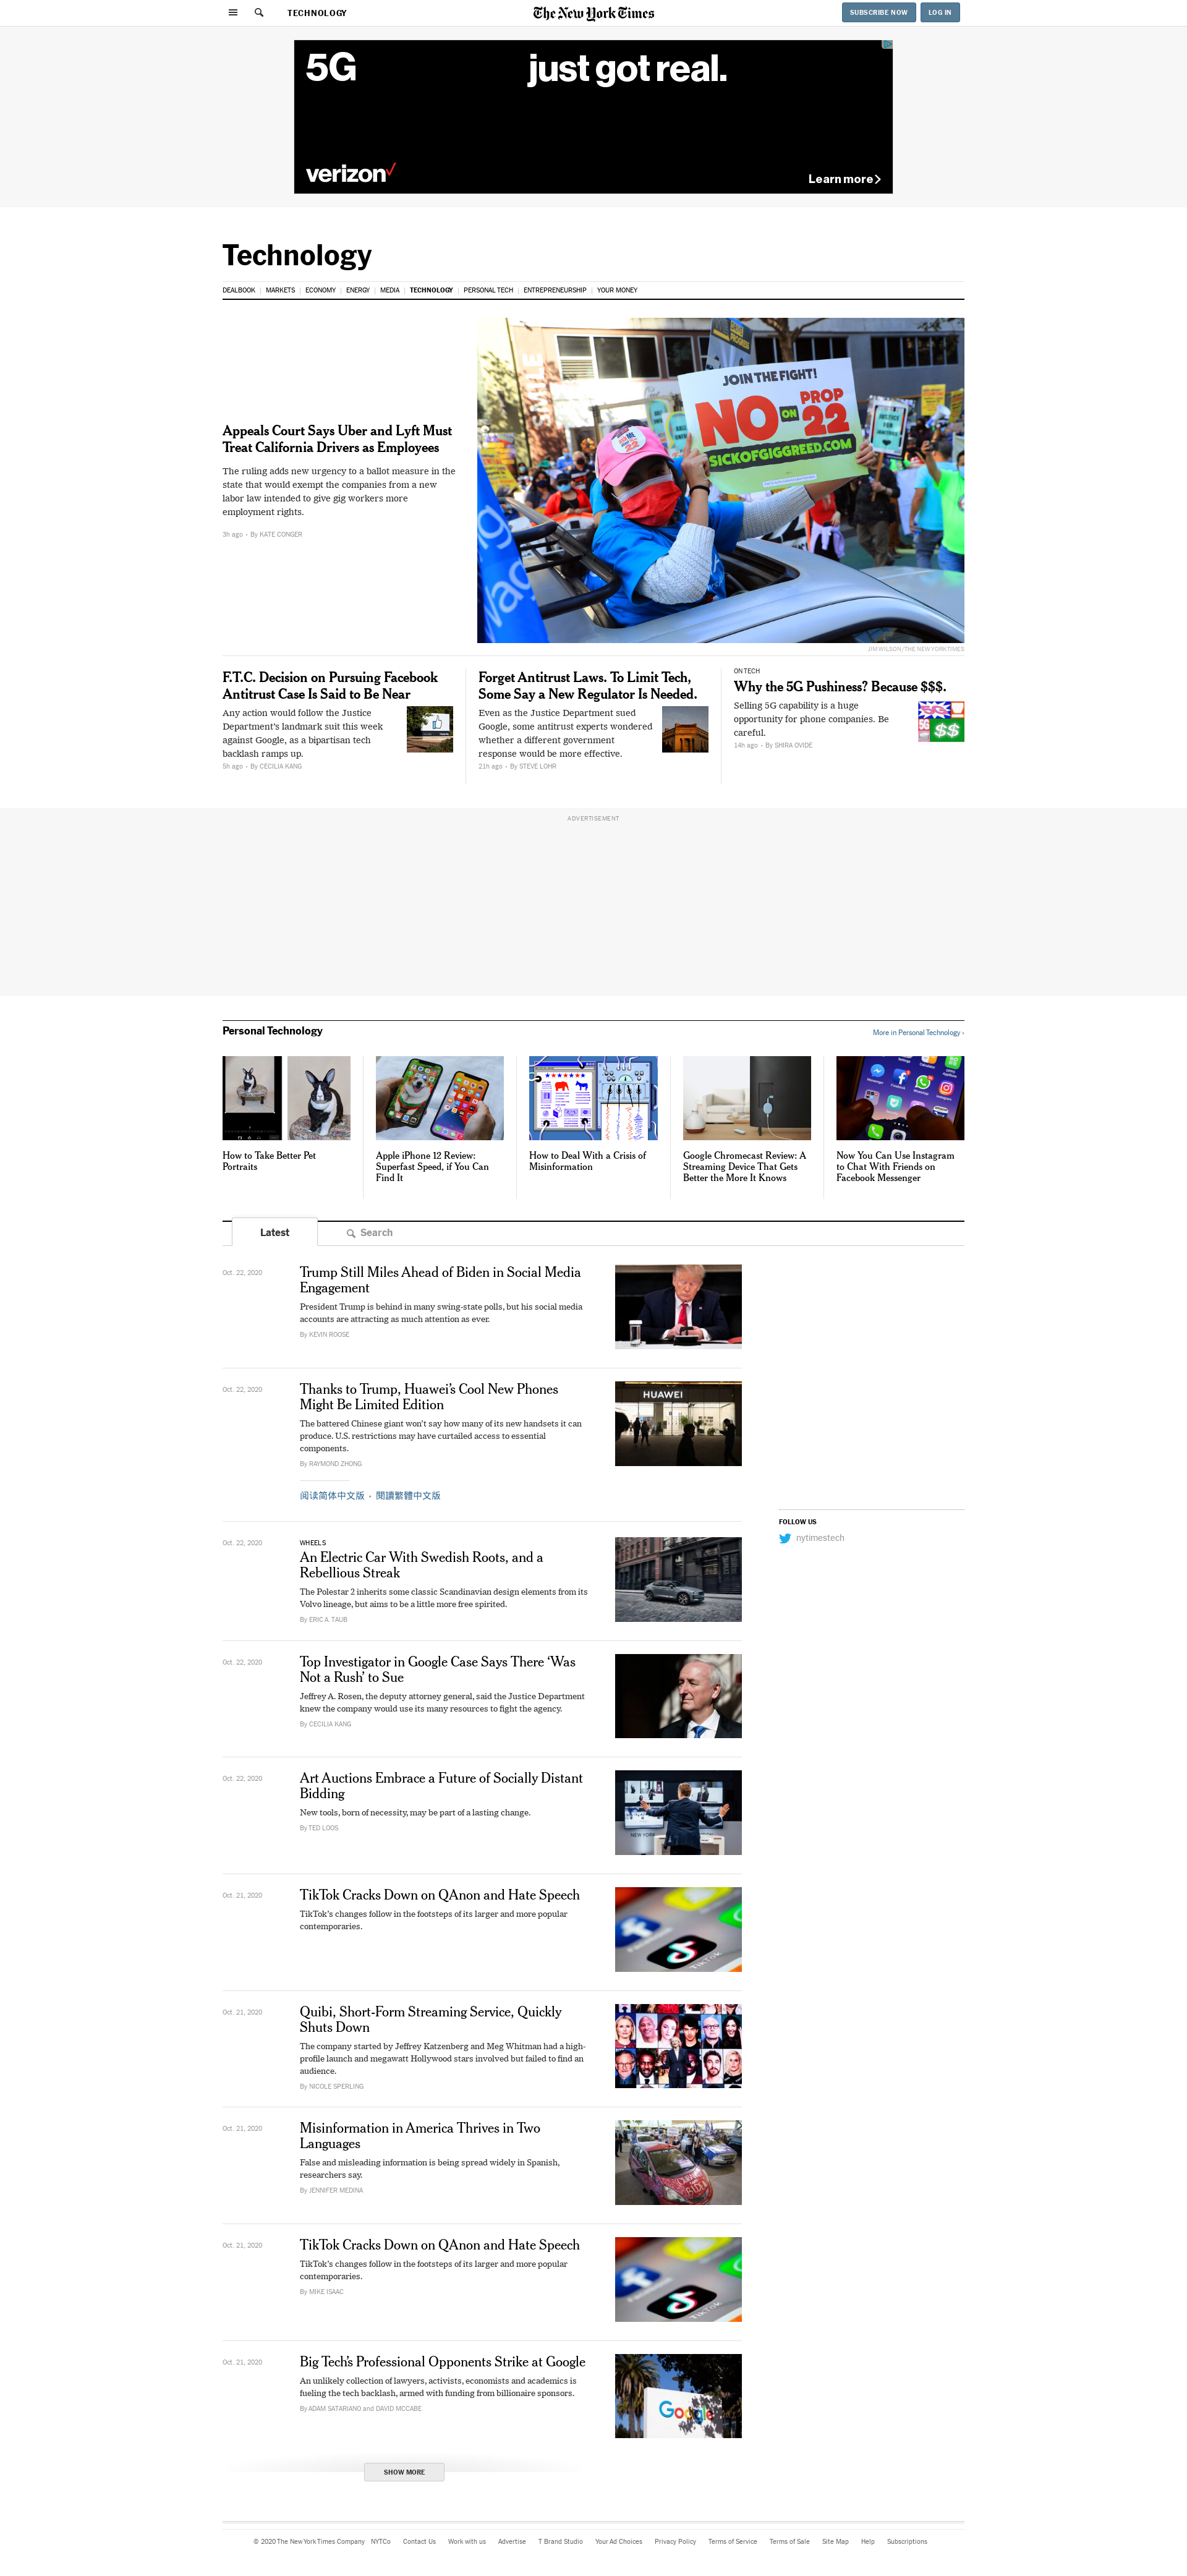 TECHNOLOGY
The New York Times
SUBSCRIBE NOW
LOG IN
5G just got real.
verizon
Learn more
Technology
DEALBOOK | MARKETS | ECONOMY | ENERGY | MEDIA | TECHNOLOGY | PERSONAL TECH | ENTREPRENEURSHIP | YOUR MONEY
Appeals Court Says Uber and Lyft Must
Treat California Drivers as Employees
The ruling adds new urgency to a ballot measure in the
state that would exempt the companies from a new
labor law intended to give gig workers more
employment rights.
3h ago • By KATE CONGER
JOIN THE FIGHT!
NO ON PROP 22
SICKOFGIGGREED.COM
JIM WILSON/THE NEW YORK TIMES
F.T.C. Decision on Pursuing Facebook
Antitrust Case Is Said to Be Near
Any action would follow the Justice
Department's landmark suit this week
against Google, as a bipartisan tech
backlash ramps up.
5h ago • By CECILIA KANG
Forget Antitrust Laws. To Limit Tech,
Some Say a New Regulator Is Needed.
Even as the Justice Department sued
Google, some antitrust experts wondered
whether a different government
response would be more effective.
21h ago • By STEVE LOHR
ON TECH
Why the 5G Pushiness? Because $$$.
Selling 5G capability is a huge
opportunity for phone companies. Be
careful.
14h ago • By SHIRA OVIDE
$$
ADVERTISEMENT
Personal Technology
More in Personal Technology ›
How to Take Better Pet
Portraits
Apple iPhone 12 Review:
Superfast Speed, if You Can
Find It
How to Deal With a Crisis of
Misinformation
Google Chromecast Review: A
Streaming Device That Gets
Better the More It Knows
Now You Can Use Instagram
to Chat With Friends on
Facebook Messenger
Latest
Search
Oct. 22, 2020
Trump Still Miles Ahead of Biden in Social Media
Engagement
President Trump is behind in many swing-state polls, but his social media
accounts are attracting as much attention as ever.
By KEVIN ROOSE
Oct. 22, 2020
Thanks to Trump, Huawei's Cool New Phones
Might Be Limited Edition
The battered Chinese giant won't say how many of its new handsets it can
produce. U.S. restrictions may have curtailed access to essential
components.
By RAYMOND ZHONG
HUAWEI
阅读简体中文版 • 閱讀繁體中文版
FOLLOW US
nytimestech
Oct. 22, 2020
WHEELS
An Electric Car With Swedish Roots, and a
Rebellious Streak
The Polestar 2 inherits some classic Scandinavian design elements from its
Volvo lineage, but aims to be a little more free spirited.
By ERIC A. TAUB
Oct. 22, 2020
Top Investigator in Google Case Says There ‘Was
Not a Rush’ to Sue
Jeffrey A. Rosen, the deputy attorney general, said the Justice Department
knew the company would use its many resources to fight the agency.
By CECILIA KANG
Oct. 22, 2020
Art Auctions Embrace a Future of Socially Distant
Bidding
New tools, born of necessity, may be part of a lasting change.
By TED LOOS
NEW YORK
Oct. 21, 2020
TikTok Cracks Down on QAnon and Hate Speech
TikTok's changes follow in the footsteps of its larger and more popular
contemporaries.
Oct. 21, 2020
Quibi, Short-Form Streaming Service, Quickly
Shuts Down
The company started by Jeffrey Katzenberg and Meg Whitman had a high-
profile launch and megawatt Hollywood stars involved but failed to find an
audience.
By NICOLE SPERLING
Oct. 21, 2020
Misinformation in America Thrives in Two
Languages
False and misleading information is being spread widely in Spanish,
researchers say.
By JENNIFER MEDINA
Oct. 21, 2020
TikTok Cracks Down on QAnon and Hate Speech
TikTok's changes follow in the footsteps of its larger and more popular
contemporaries.
By MIKE ISAAC
Oct. 21, 2020
Big Tech's Professional Opponents Strike at Google
An unlikely collection of lawyers, activists, economists and academics is
fueling the tech backlash, armed with funding from billionaire sponsors.
By ADAM SATARIANO and DAVID MCCABE
Google
SHOW MORE
© 2020 The New York Times Company NYTCo Contact Us Work with us Advertise T Brand Studio Your Ad Choices Privacy Policy Terms of Service Terms of Sale Site Map Help Subscriptions